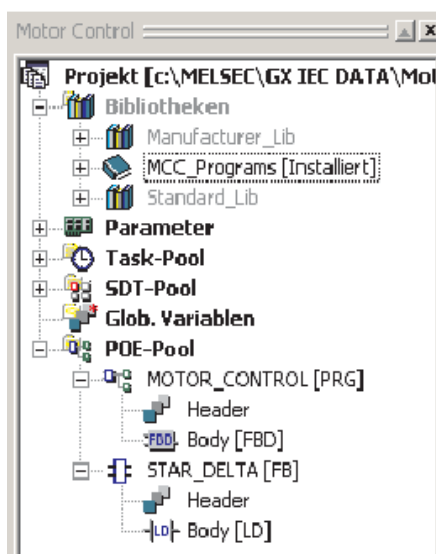 Motor Control
Projekt [c:\MELSEC\GX IEC DATA\Mot
Bibliotheken
Manufacturer_Lib
MCC_Programs [Installiert]
Standard_Lib
Parameter
Task-Pool
SDT-Pool
Glob. Variablen
POE-Pool
MOTOR_CONTROL [PRG]
Header
FBD Body [FBD]
STAR_DELTA [FB]
Header
LD Body [LD]